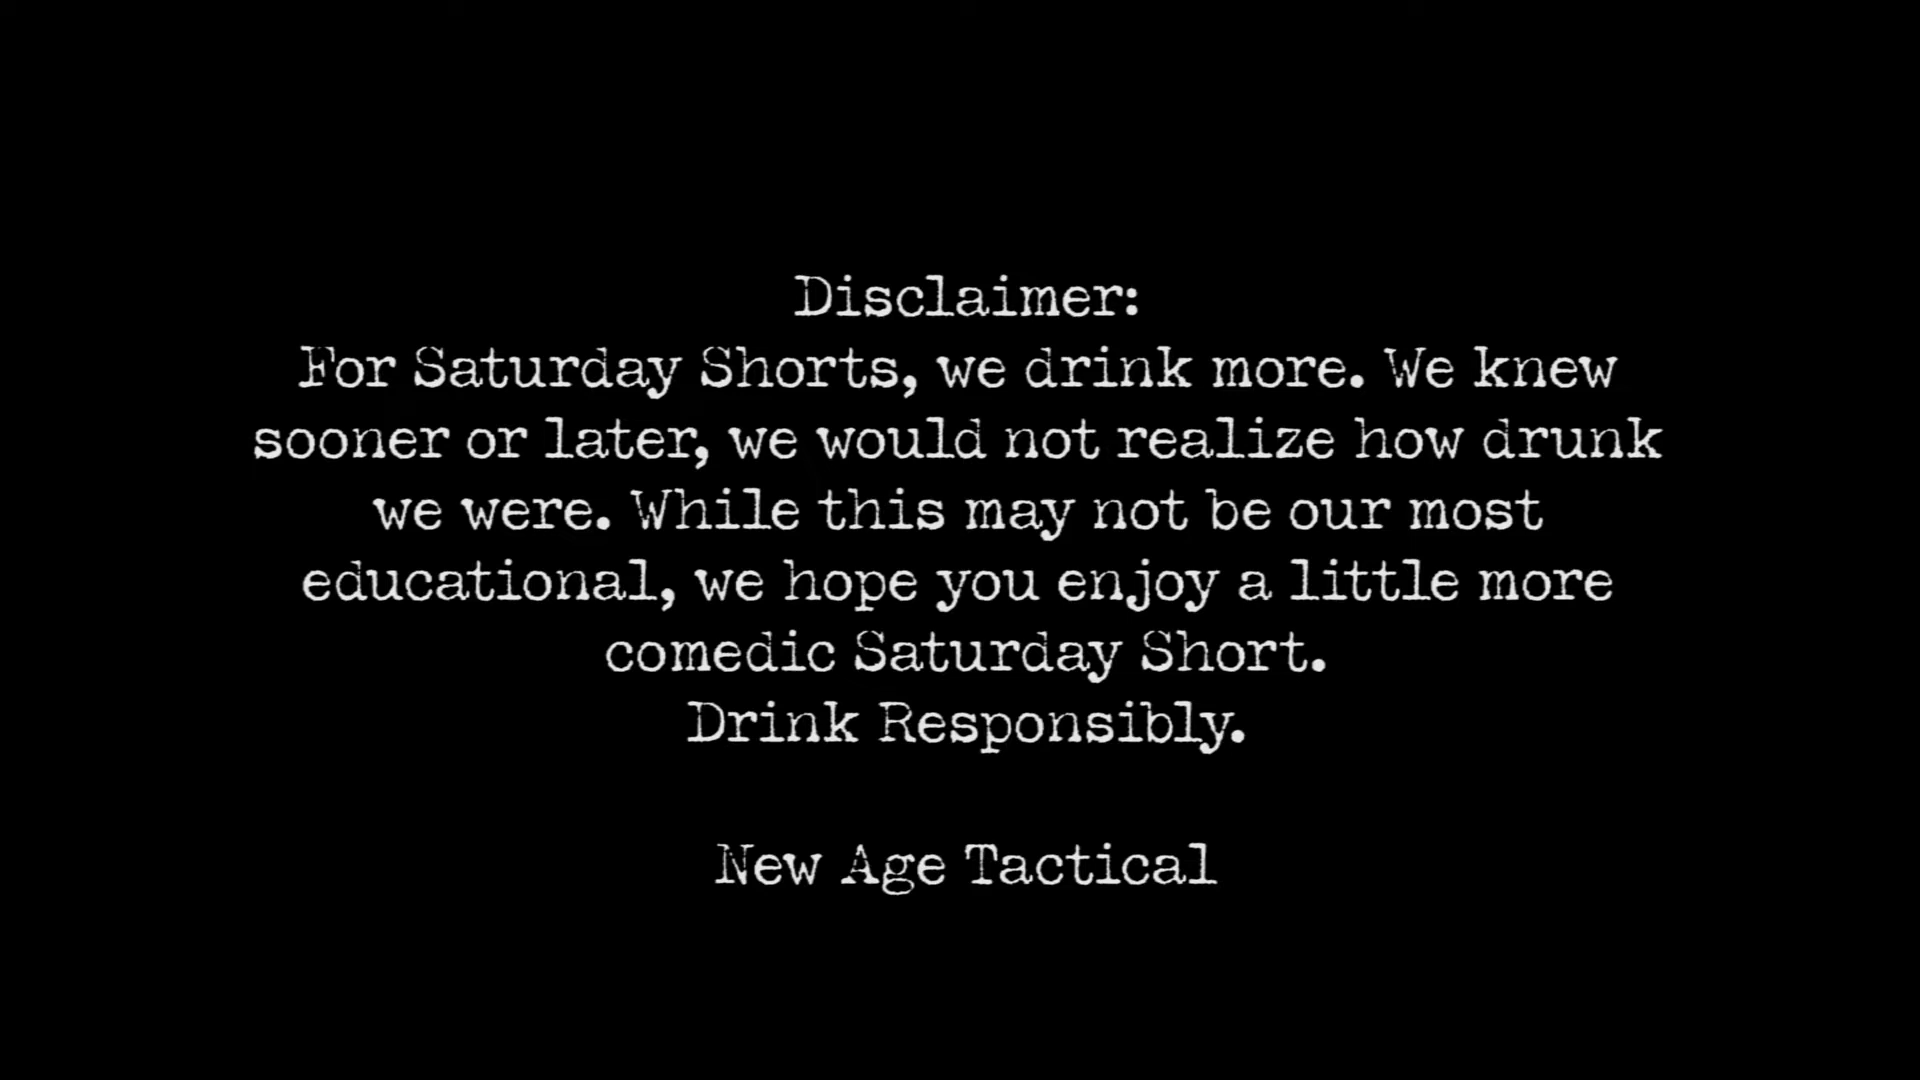 Disclaimer:
For Saturday Shorts, we drink more. We knew
sooner or later, we would not realize how drunk
we were. While this may not be our most
educational, we hope you enjoy a little more
comedic Saturday Short.
Drink Responsibly.
New Age Tactical